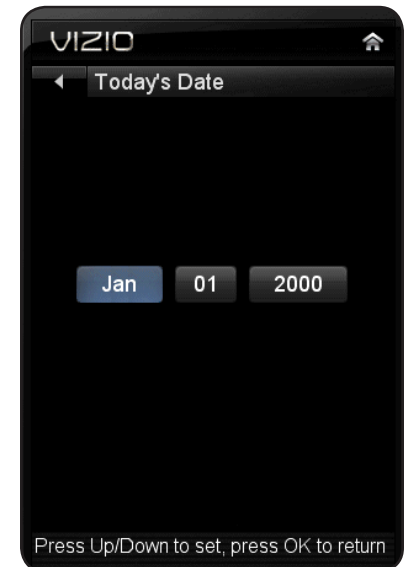 VIZIO
Today's Date
Jan 01 2000
Press Up/Down to set, press OK to return